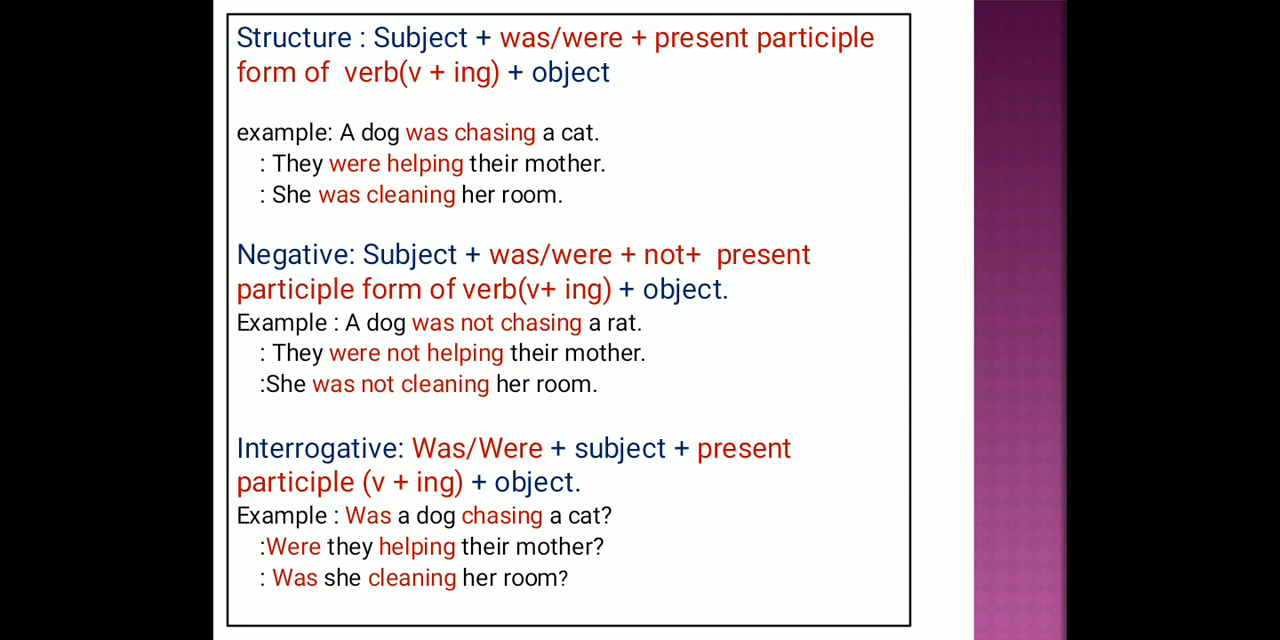 Structure : Subject + was/were + present participle
form of verb(v + ing) + object
example: A dog was chasing a cat.
: They were helping their mother.
: She was cleaning her room.
Negative: Subject + was/were + not+ present
participle form of verb(v+ ing) + object.
Example : A dog was not chasing a rat.
: They were not helping their mother.
:She was not cleaning her room.
Interrogative: Was/Were + subject + present
participle (v + ing) + object.
Example : Was a dog chasing a cat?
:Were they helping their mother?
: Was she cleaning her room?